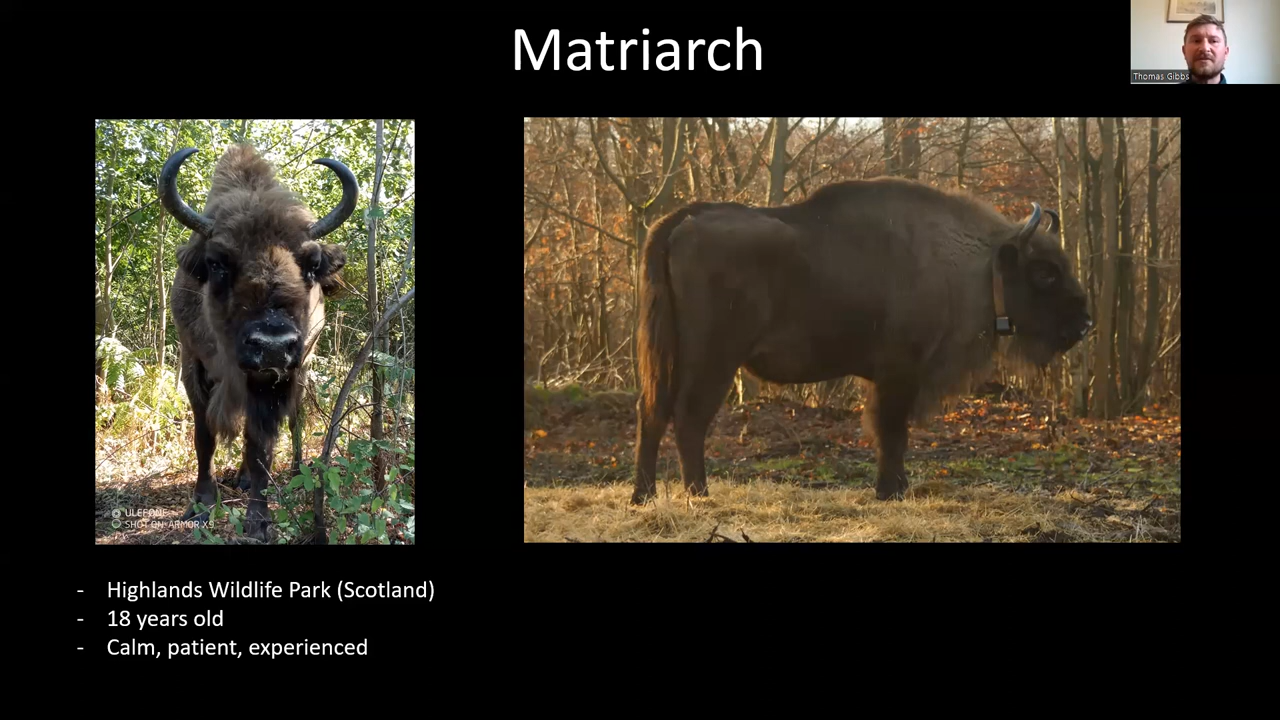 Matriarch
Thomas Gibbs
ULEFONE
SHOT ON ARMOR X9
- Highlands Wildlife Park (Scotland)
- 18 years old
- Calm, patient, experienced